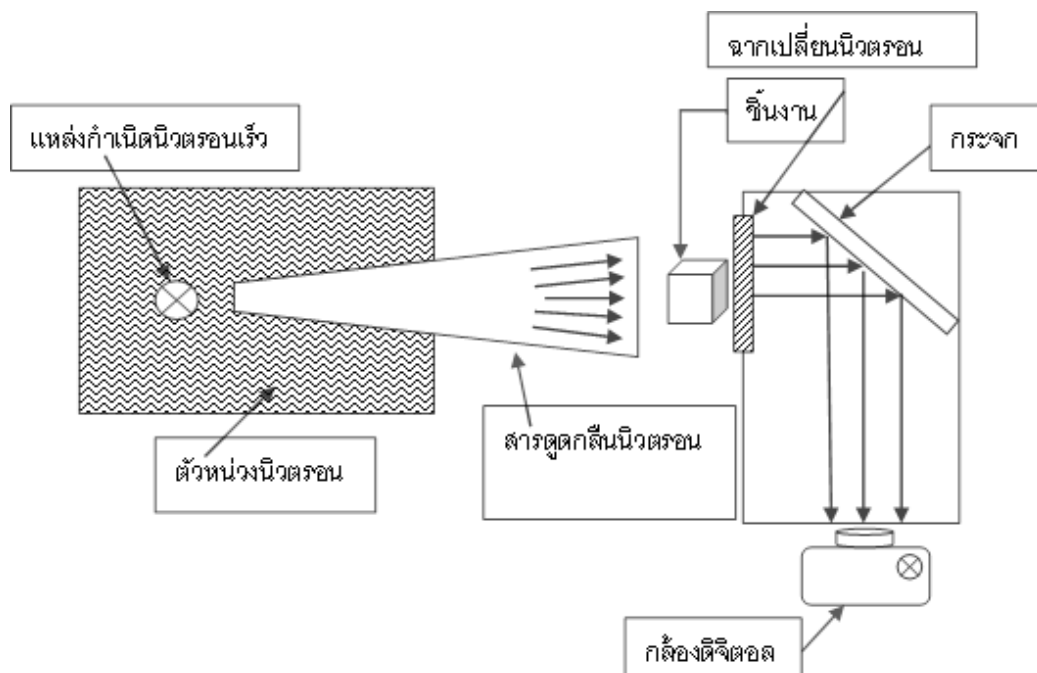 ฉากเปลี่ยนนิวตรอน
ชิ้นงาน
แหล่งกำเนิดนิวตรอนเร็ว
กระจก
สารดูดกลืนนิวตรอน
ตัวหน่วงนิวตรอน
กล้องดิจิตอล